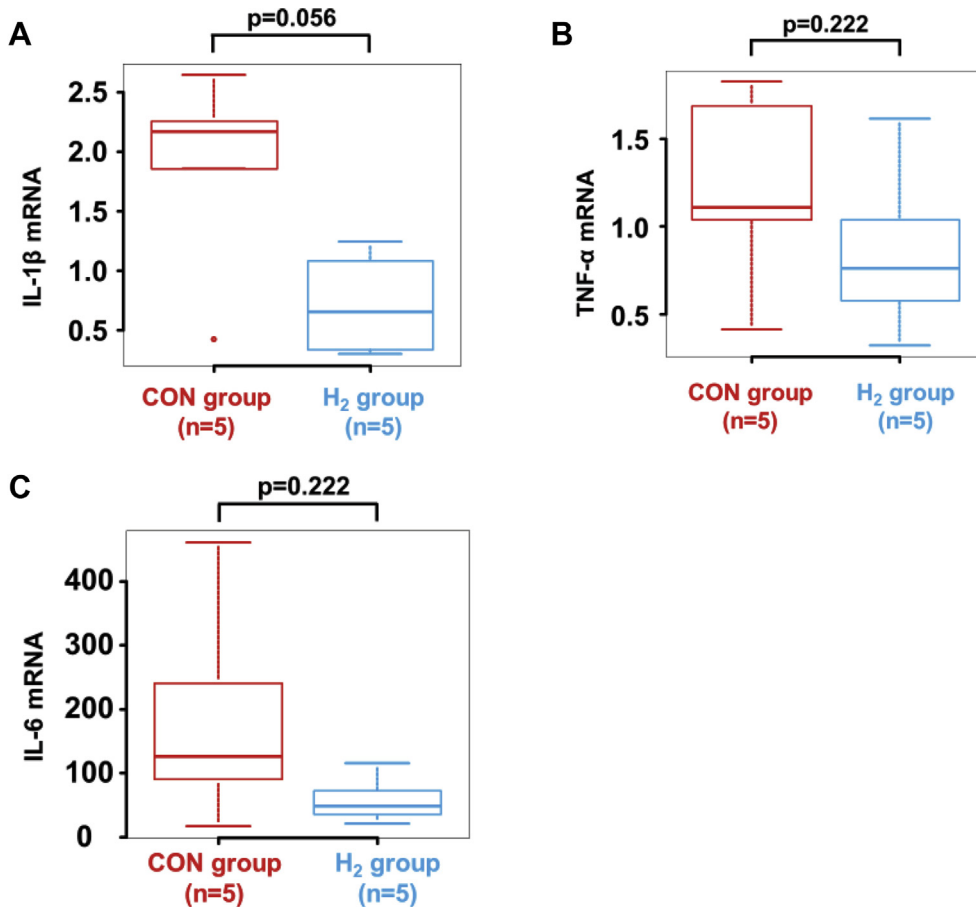 A
p=0.056
IL-1β mRNA
2.5
2.0
1.5
1.0
0.5
CON group
(n=5)
H₂ group
(n=5)
B
p=0.222
TNF-α mRNA
1.5
1.0
0.5
CON group
(n=5)
H₂ group
(n=5)
C
p=0.222
IL-6 mRNA
400
300
200
100
0
CON group
(n=5)
H₂ group
(n=5)